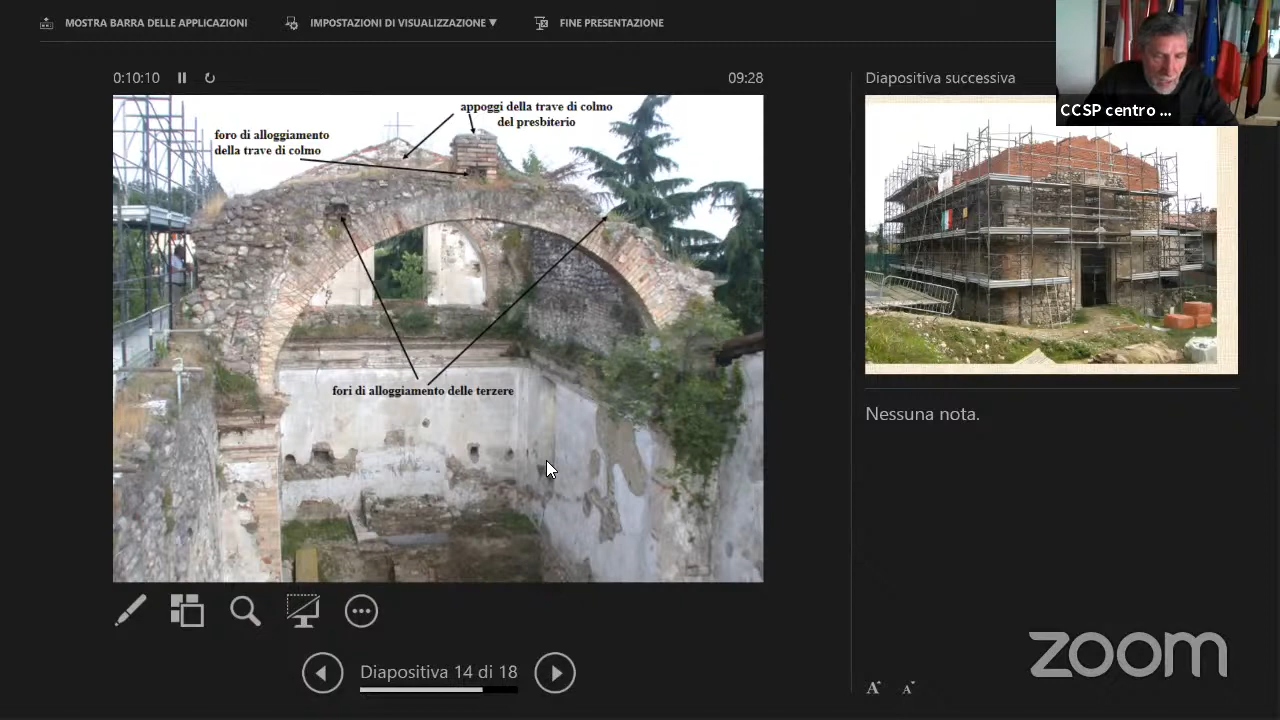 MOSTRA BARRA DELLE APPLICAZIONI
IMPOSTAZIONI DI VISUALIZZAZIONE ▼
FINE PRESENTAZIONE
0:10:10
09:28
Diapositiva successiva
CCSP centro ...
appoggi della trave di colmo
del presbiterio
foro di alloggiamento
della trave di colmo
fori di alloggiamento delle terzere
Nessuna nota.
Diapositiva 14 di 18
A A
zoom